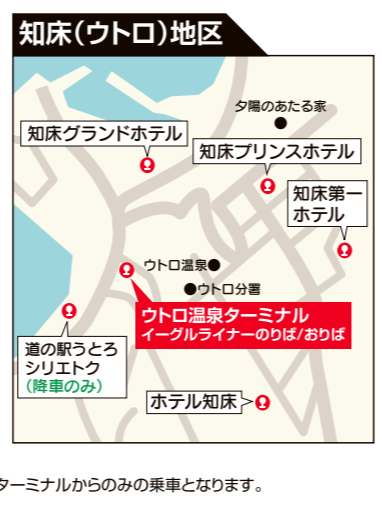 知床(ウトロ)地区
夕陽のあたる家
知床グランドホテル
知床プリンスホテル
知床第一
ホテル
ウトロ温泉
ウトロ分署
ウトロ温泉ターミナル
イーグルライナーのりば/おりば
道の駅うとろ
シリエトク
(降車のみ)
ホテル知床
ターミナルからのみの乗車となります。